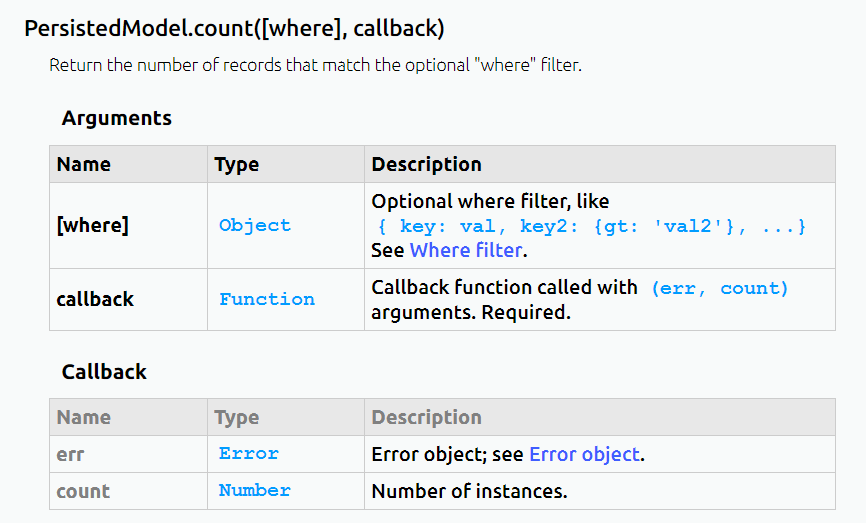 PersistedModel.count([where], callback)
Return the number of records that match the optional "where" filter.
Arguments
Name Type Description
[where] Object Optional where filter, like
{ key: val, key2: {gt: 'val2'}, ...}
See Where filter.
callback Function Callback function called with (err, count)
arguments. Required.
Callback
Name Type Description
err Error Error object; see Error object.
count Number Number of instances.